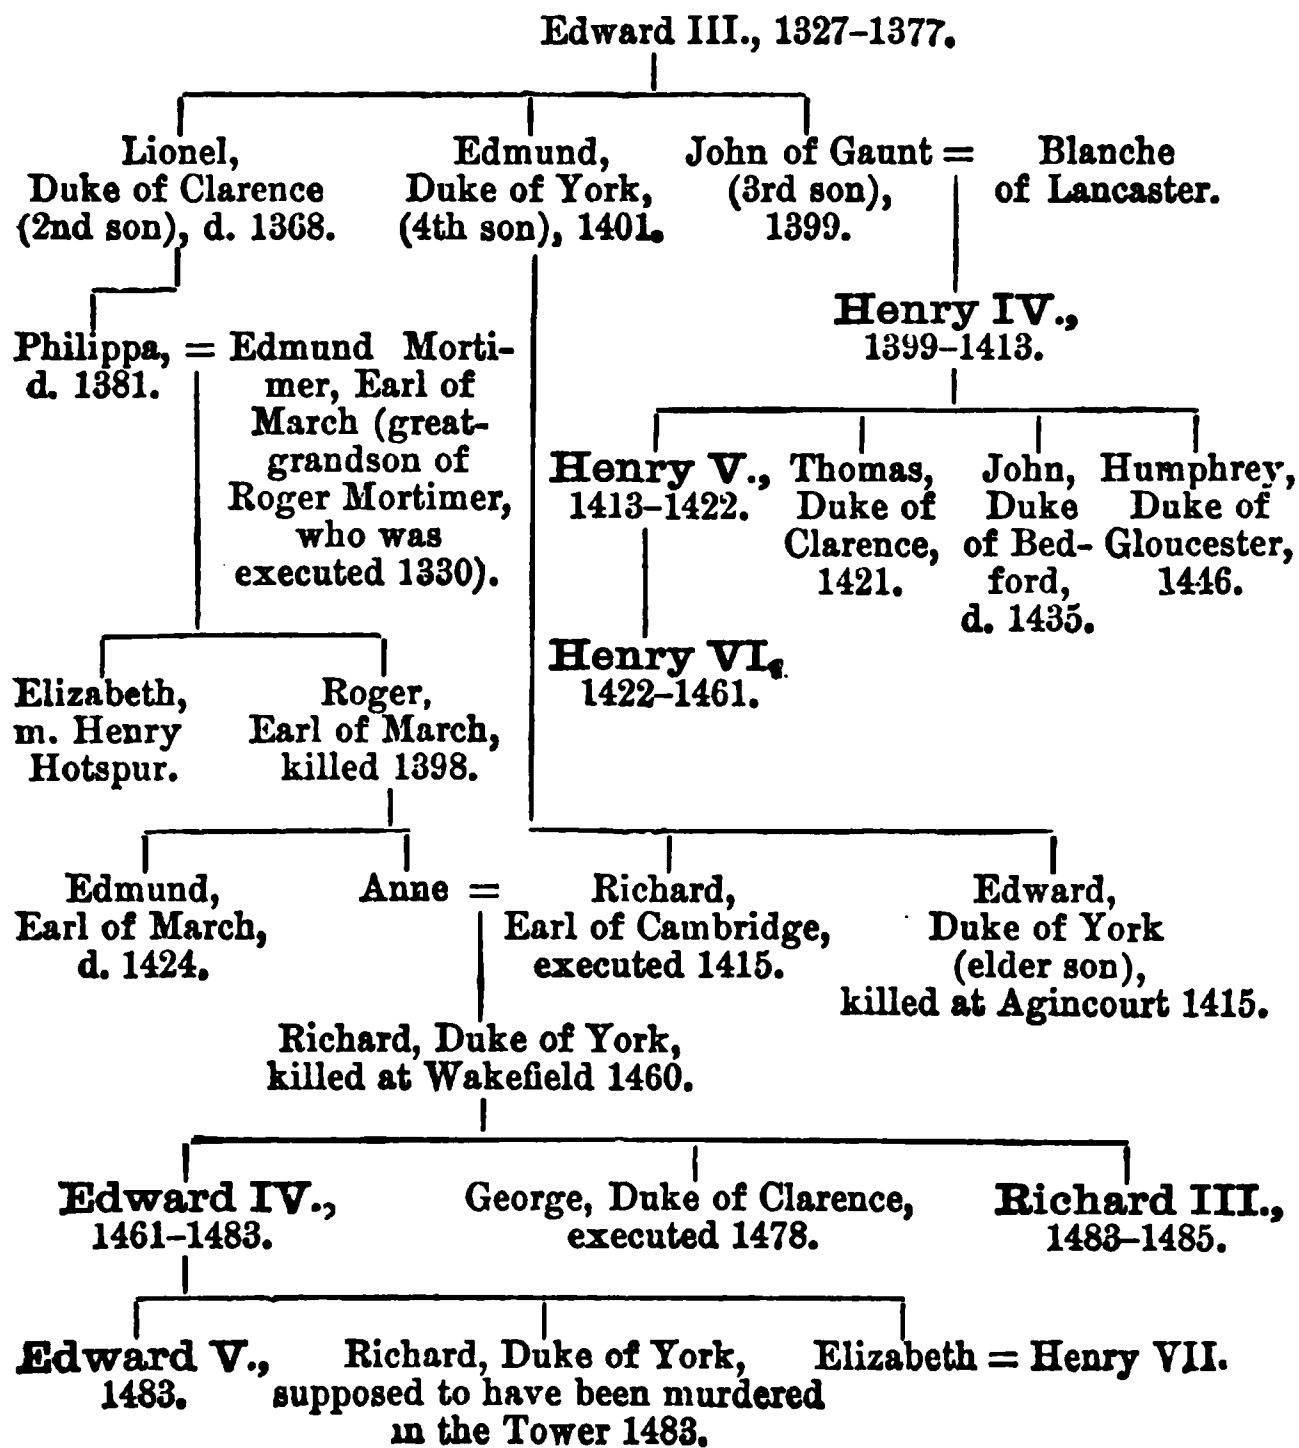 Edward III., 1327–1377.
Lionel,
Duke of Clarence
(2nd son), d. 1368.
Edmund,
Duke of York,
(4th son), 1401.
John of Gaunt =
(3rd son),
1399.
Blanche
of Lancaster.
Henry IV.,
1399–1413.
Philippa, =
d. 1381.
Edmund Morti-
mer, Earl of
March (great-
grandson of
Roger Mortimer,
who was
executed 1330).
Henry V.,
1413–1422.
Thomas,
Duke of
Clarence,
1421.
John,
Duke
of Bed-
ford,
d. 1435.
Humphrey,
Duke of
Gloucester,
1446.
Henry VI.
1422–1461.
Elizabeth,
m. Henry
Hotspur.
Roger,
Earl of March,
killed 1398.
Edmund,
Earl of March,
d. 1424.
Anne =
Richard,
Earl of Cambridge,
executed 1415.
Edward,
Duke of York
(elder son),
killed at Agincourt 1415.
Richard, Duke of York,
killed at Wakefield 1460.
Edward IV.,
1461–1483.
George, Duke of Clarence,
executed 1478.
Richard III.,
1483–1485.
Edward V.,
1483.
Richard, Duke of York,
supposed to have been murdered
in the Tower 1483.
Elizabeth = Henry VII.